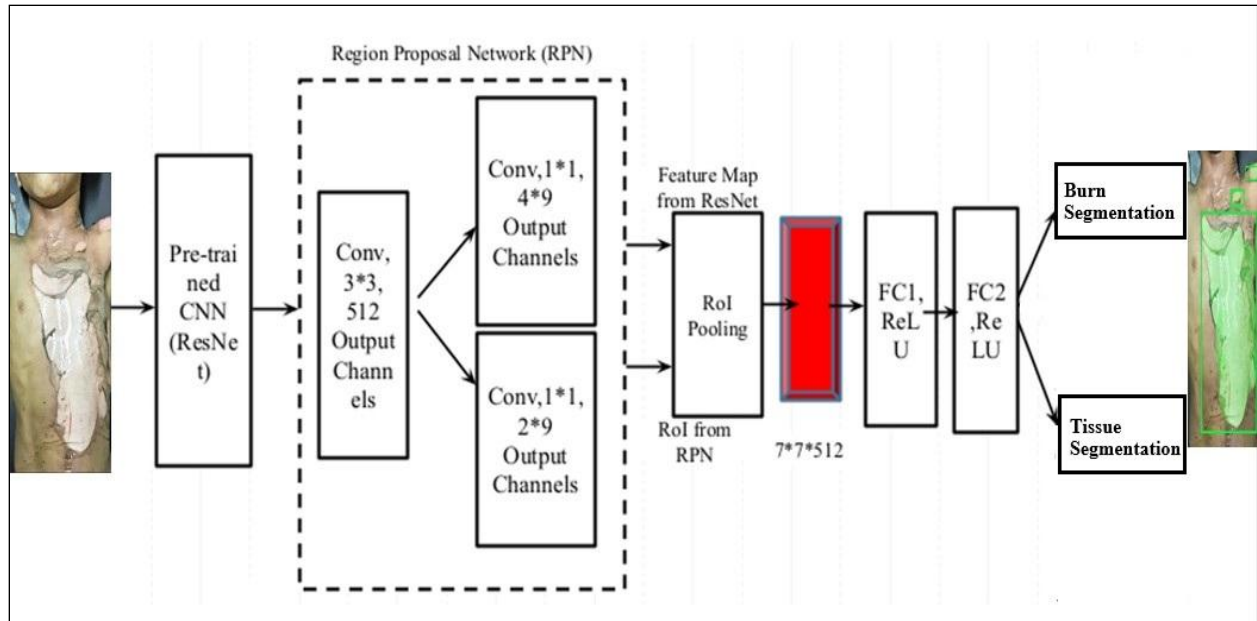 Region Proposal Network (RPN)
Pre-trai
ned
CNN
(ResNe
t)
Conv,
3*3,
512
Output
Chann
els
Conv,1*1,
4*9
Output
Channels
Conv,1*1,
2*9
Output
Channels
Feature Map
from ResNet
RoI
Pooling
RoI from
RPN
7*7*512
FC1,
ReL
U
FC2
,Re
LU
Burn
Segmentation
Tissue
Segmentation